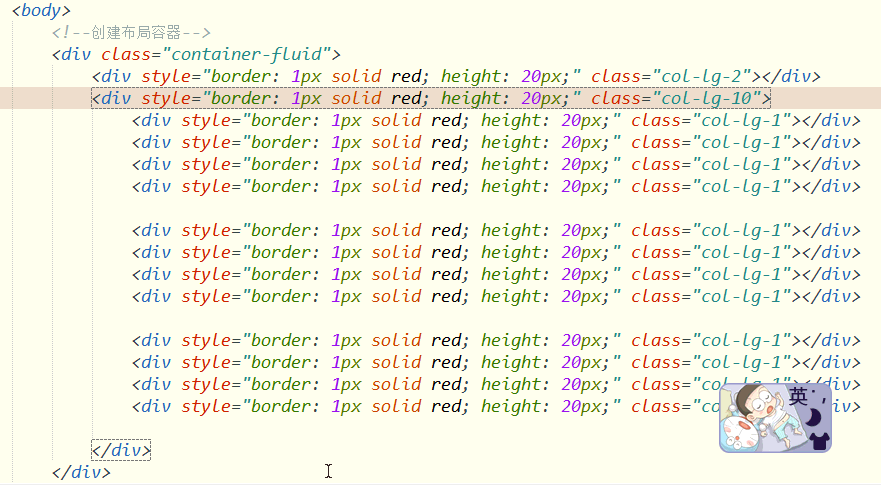 <body>
<!--创建布局容器-->
<div class="container-fluid">
<div style="border: 1px solid red; height: 20px;" class="col-lg-2"></div>
<div style="border: 1px solid red; height: 20px;" class="col-lg-10">
<div style="border: 1px solid red; height: 20px;" class="col-lg-1"></div>
<div style="border: 1px solid red; height: 20px;" class="col-lg-1"></div>
<div style="border: 1px solid red; height: 20px;" class="col-lg-1"></div>
<div style="border: 1px solid red; height: 20px;" class="col-lg-1"></div>
<div style="border: 1px solid red; height: 20px;" class="col-lg-1"></div>
<div style="border: 1px solid red; height: 20px;" class="col-lg-1"></div>
<div style="border: 1px solid red; height: 20px;" class="col-lg-1"></div>
<div style="border: 1px solid red; height: 20px;" class="col-lg-1"></div>
<div style="border: 1px solid red; height: 20px;" class="col-lg-1"></div>
<div style="border: 1px solid red; height: 20px;" class="col-lg-1"></div>
<div style="border: 1px solid red; height: 20px;" class="col-lg-1"></div>
<div style="border: 1px solid red; height: 20px;" class="co
英
</div>
</div>